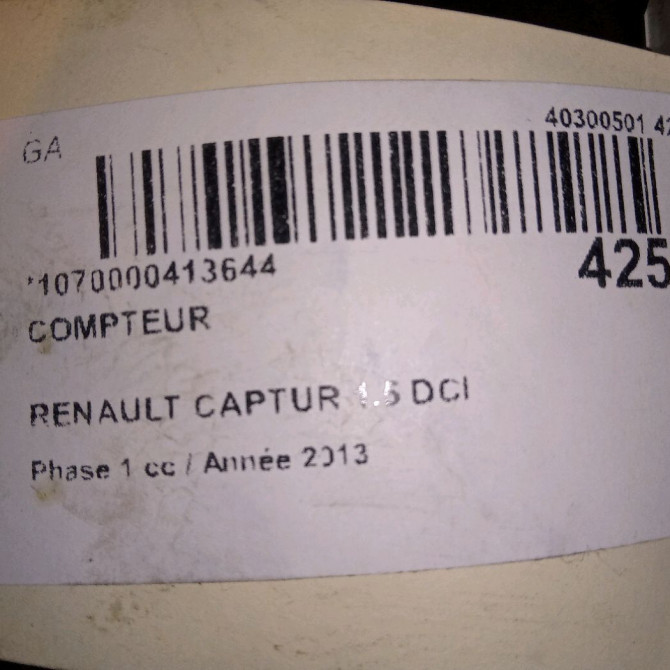 GA
40300501 42
*1070000413644
425
COMPTEUR
RENAULT CAPTUR 1.5 DCI
Phase 1 cc / Année 2013